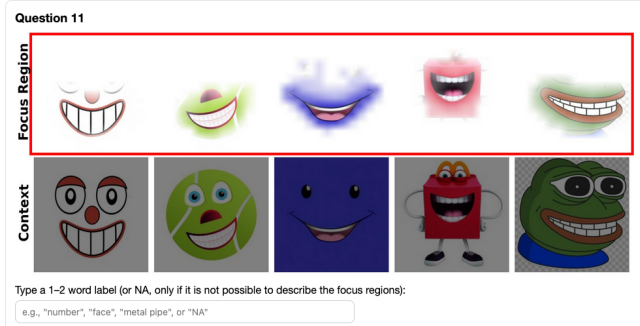 Question 11
Focus Region
Context
Type a 1–2 word label (or NA, only if it is not possible to describe the focus regions):
e.g., "number", "face", "metal pipe", or "NA"